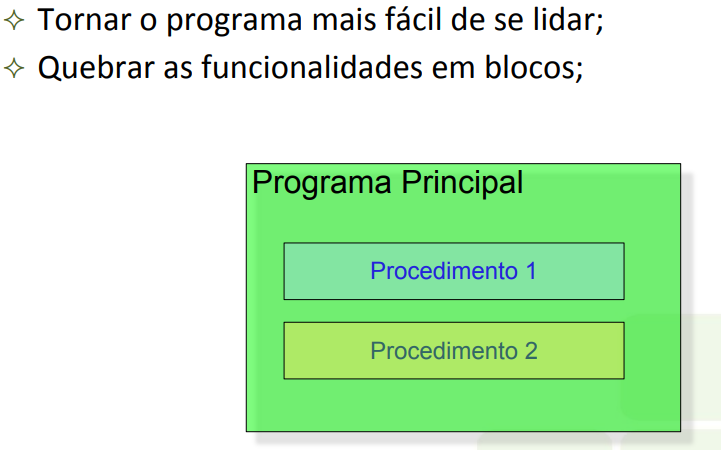 Tornar o programa mais fácil de se lidar;
Quebrar as funcionalidades em blocos;
Programa Principal
Procedimento 1
Procedimento 2